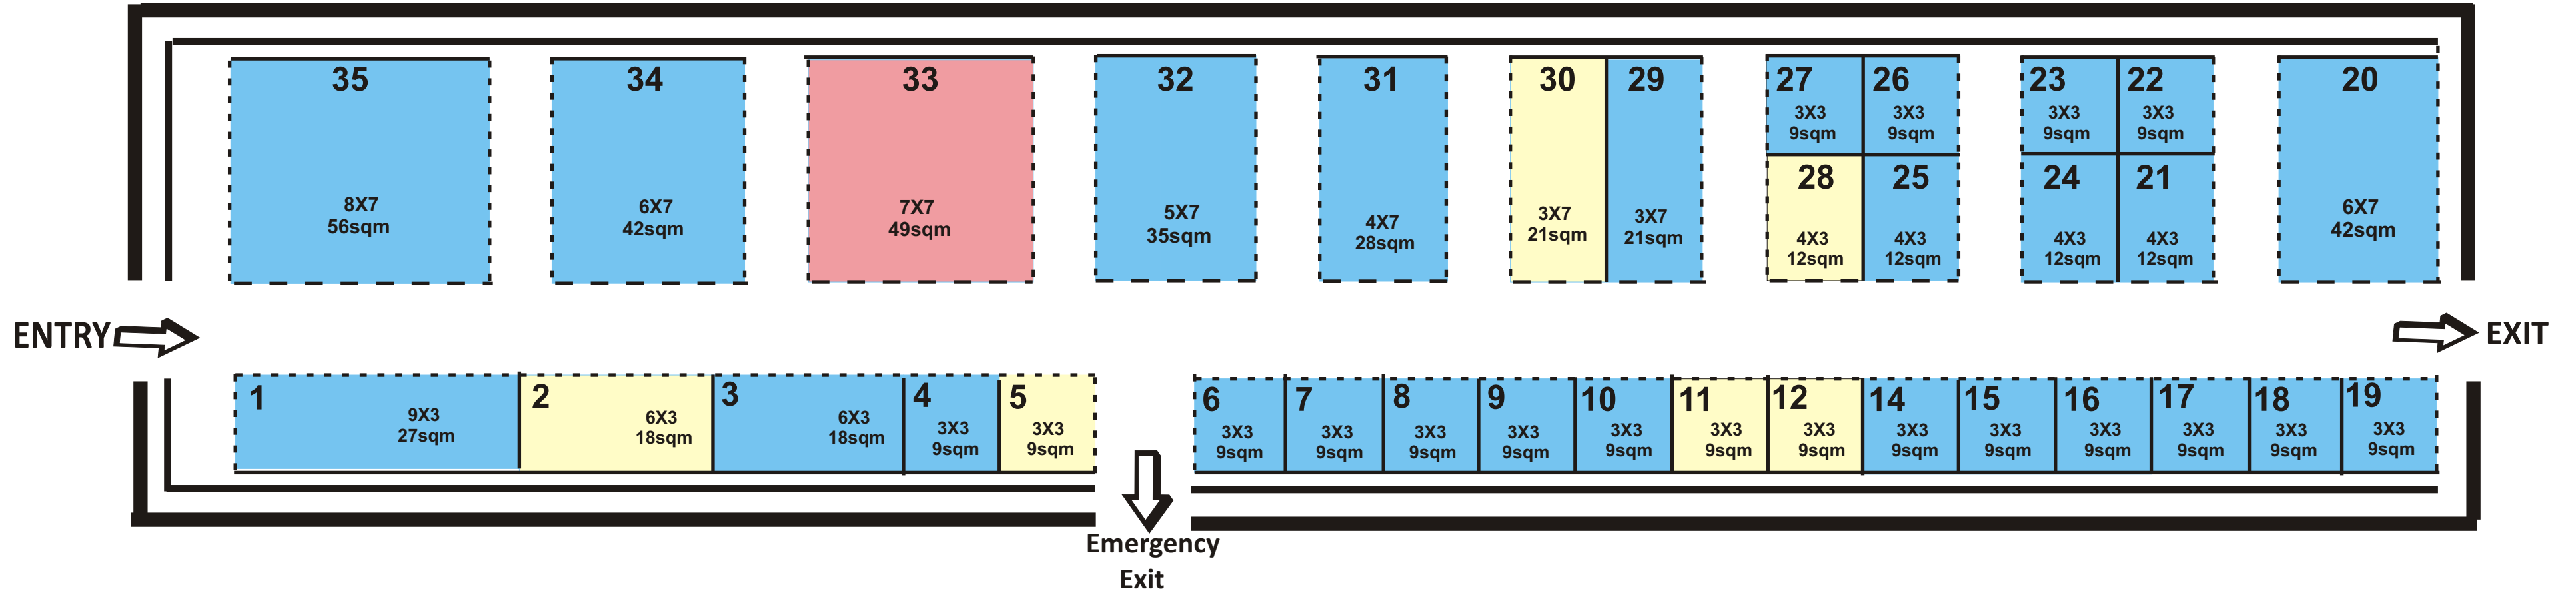 35
8X7
56sqm
34
6X7
42sqm
33
7X7
49sqm
32
5X7
35sqm
31
4X7
28sqm
30
3X7
21sqm
29
3X7
21sqm
27
3X3
9sqm
26
3X3
9sqm
28
4X3
12sqm
25
4X3
12sqm
23
3X3
9sqm
22
3X3
9sqm
24
4X3
12sqm
21
4X3
12sqm
20
6X7
42sqm
ENTRY
EXIT
1
9X3
27sqm
2
6X3
18sqm
3
6X3
18sqm
4
3X3
9sqm
5
3X3
9sqm
6
3X3
9sqm
7
3X3
9sqm
8
3X3
9sqm
9
3X3
9sqm
10
3X3
9sqm
11
3X3
9sqm
12
3X3
9sqm
14
3X3
9sqm
15
3X3
9sqm
16
3X3
9sqm
17
3X3
9sqm
18
3X3
9sqm
19
3X3
9sqm
Emergency
Exit